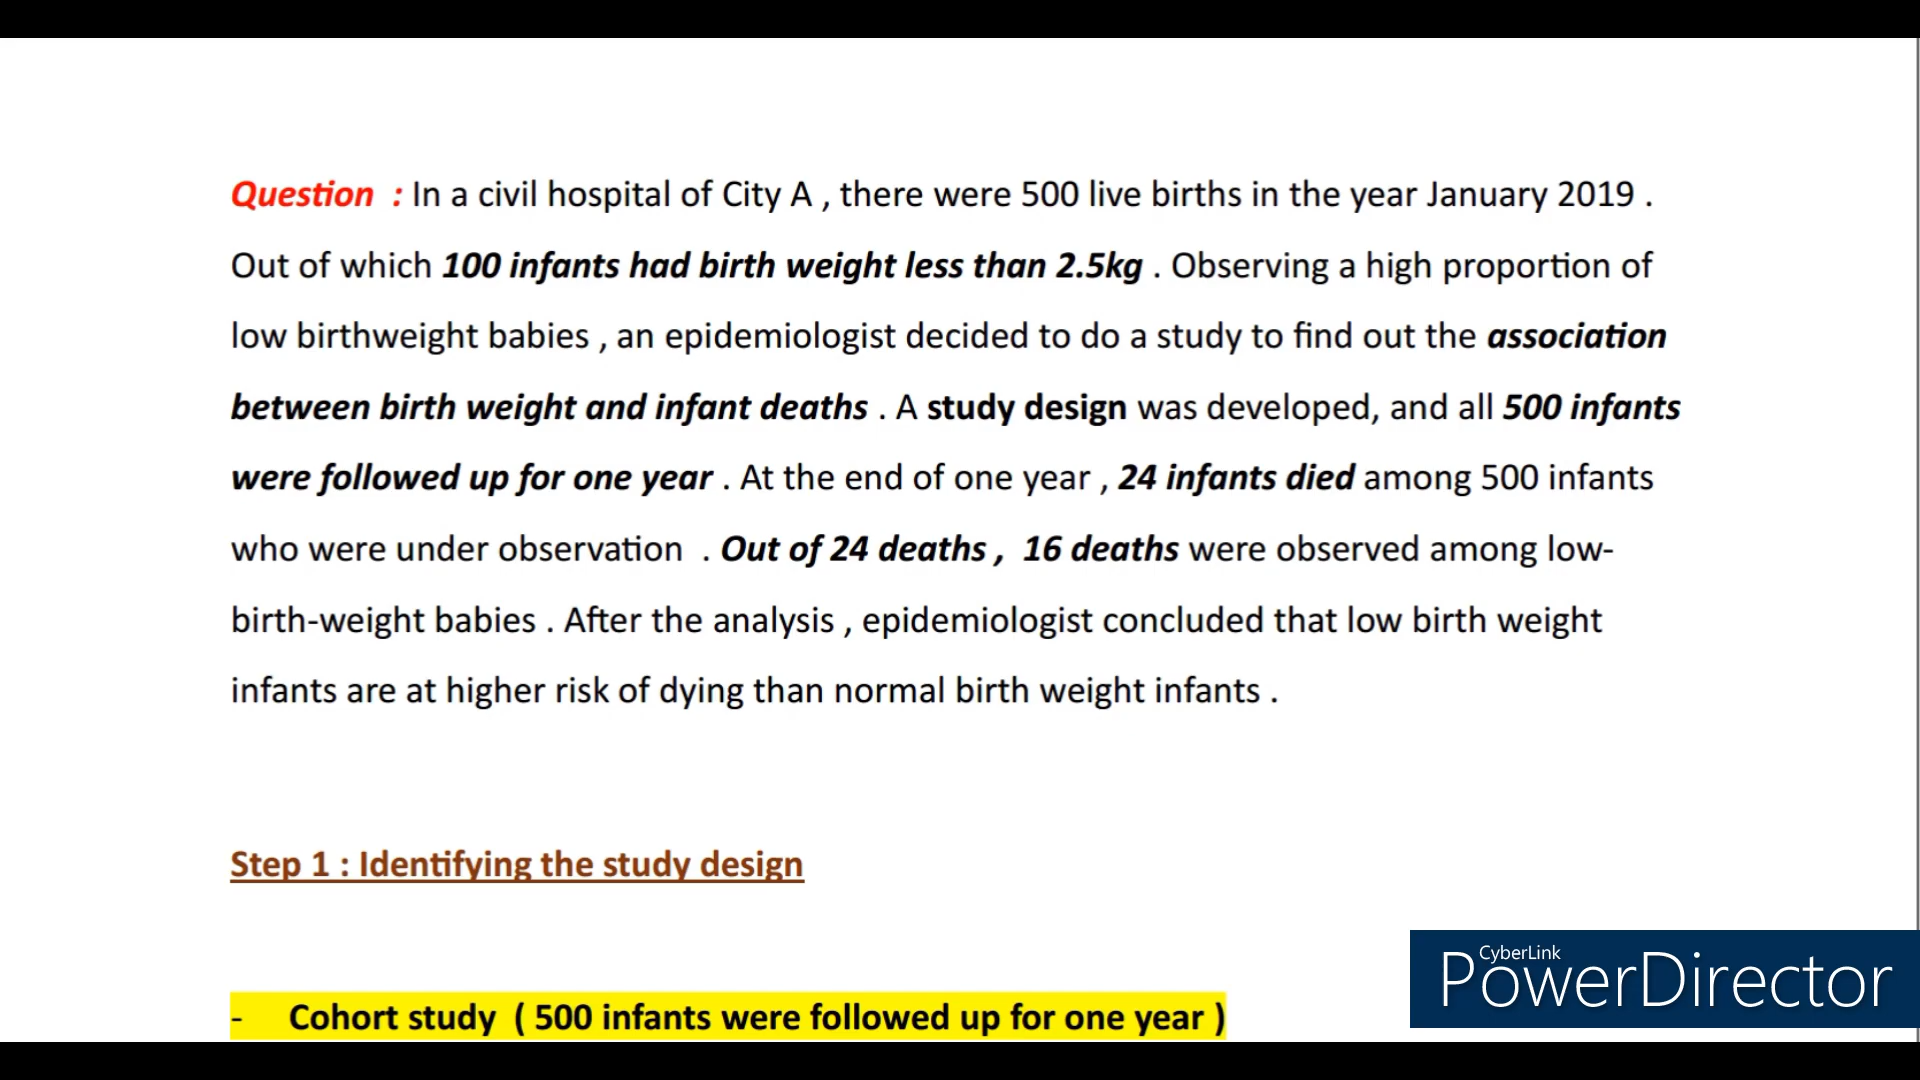 Question : In a civil hospital of City A , there were 500 live births in the year January 2019 .
Out of which 100 infants had birth weight less than 2.5kg . Observing a high proportion of
low birthweight babies , an epidemiologist decided to do a study to find out the association
between birth weight and infant deaths . A study design was developed, and all 500 infants
were followed up for one year . At the end of one year , 24 infants died among 500 infants
who were under observation . Out of 24 deaths , 16 deaths were observed among low-
birth-weight babies . After the analysis , epidemiologist concluded that low birth weight
infants are at higher risk of dying than normal birth weight infants .
Step 1 : Identifying the study design
- Cohort study ( 500 infants were followed up for one year )
CyberLink
PowerDirector